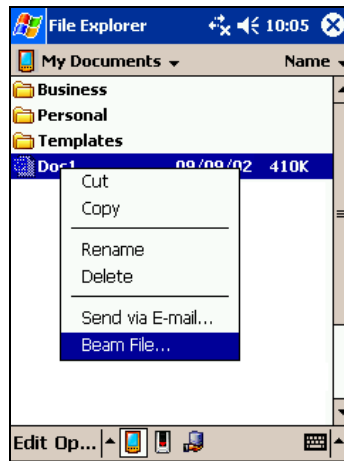 File Explorer 10:05
My Documents Name
Business
Personal
Templates
Doc1 09/09/02 410K
Cut
Copy
Rename
Delete
Send via E-mail...
Beam File...
Edit Op...